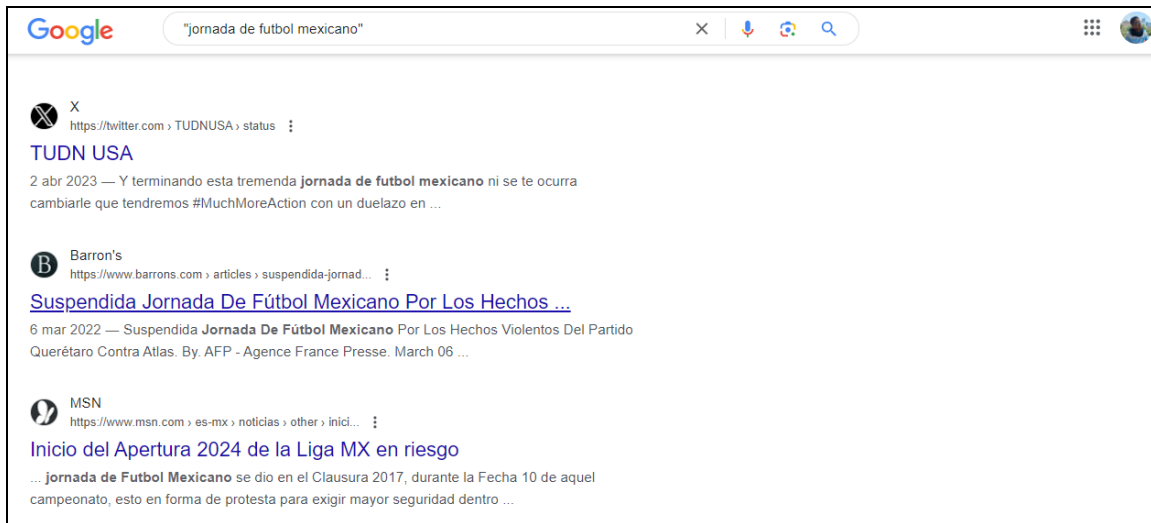 Google
"jornada de futbol mexicano"
X
https://twitter.com › TUDNUSA › status
TUDN USA
2 abr 2023 — Y terminando esta tremenda jornada de futbol mexicano ni se te ocurra
cambiarle que tendremos #MuchMoreAction con un duelazo en ...
B
Barron's
https://www.barrons.com › articles › suspendida-jornad...
Suspendida Jornada De Fútbol Mexicano Por Los Hechos ...
6 mar 2022 — Suspendida Jornada De Fútbol Mexicano Por Los Hechos Violentos Del Partido
Querétaro Contra Atlas. By. AFP - Agence France Presse. March 06 ...
MSN
https://www.msn.com › es-mx › noticias › other › inici...
Inicio del Apertura 2024 de la Liga MX en riesgo
... jornada de Futbol Mexicano se dio en el Clausura 2017, durante la Fecha 10 de aquel
campeonato, esto en forma de protesta para exigir mayor seguridad dentro ...